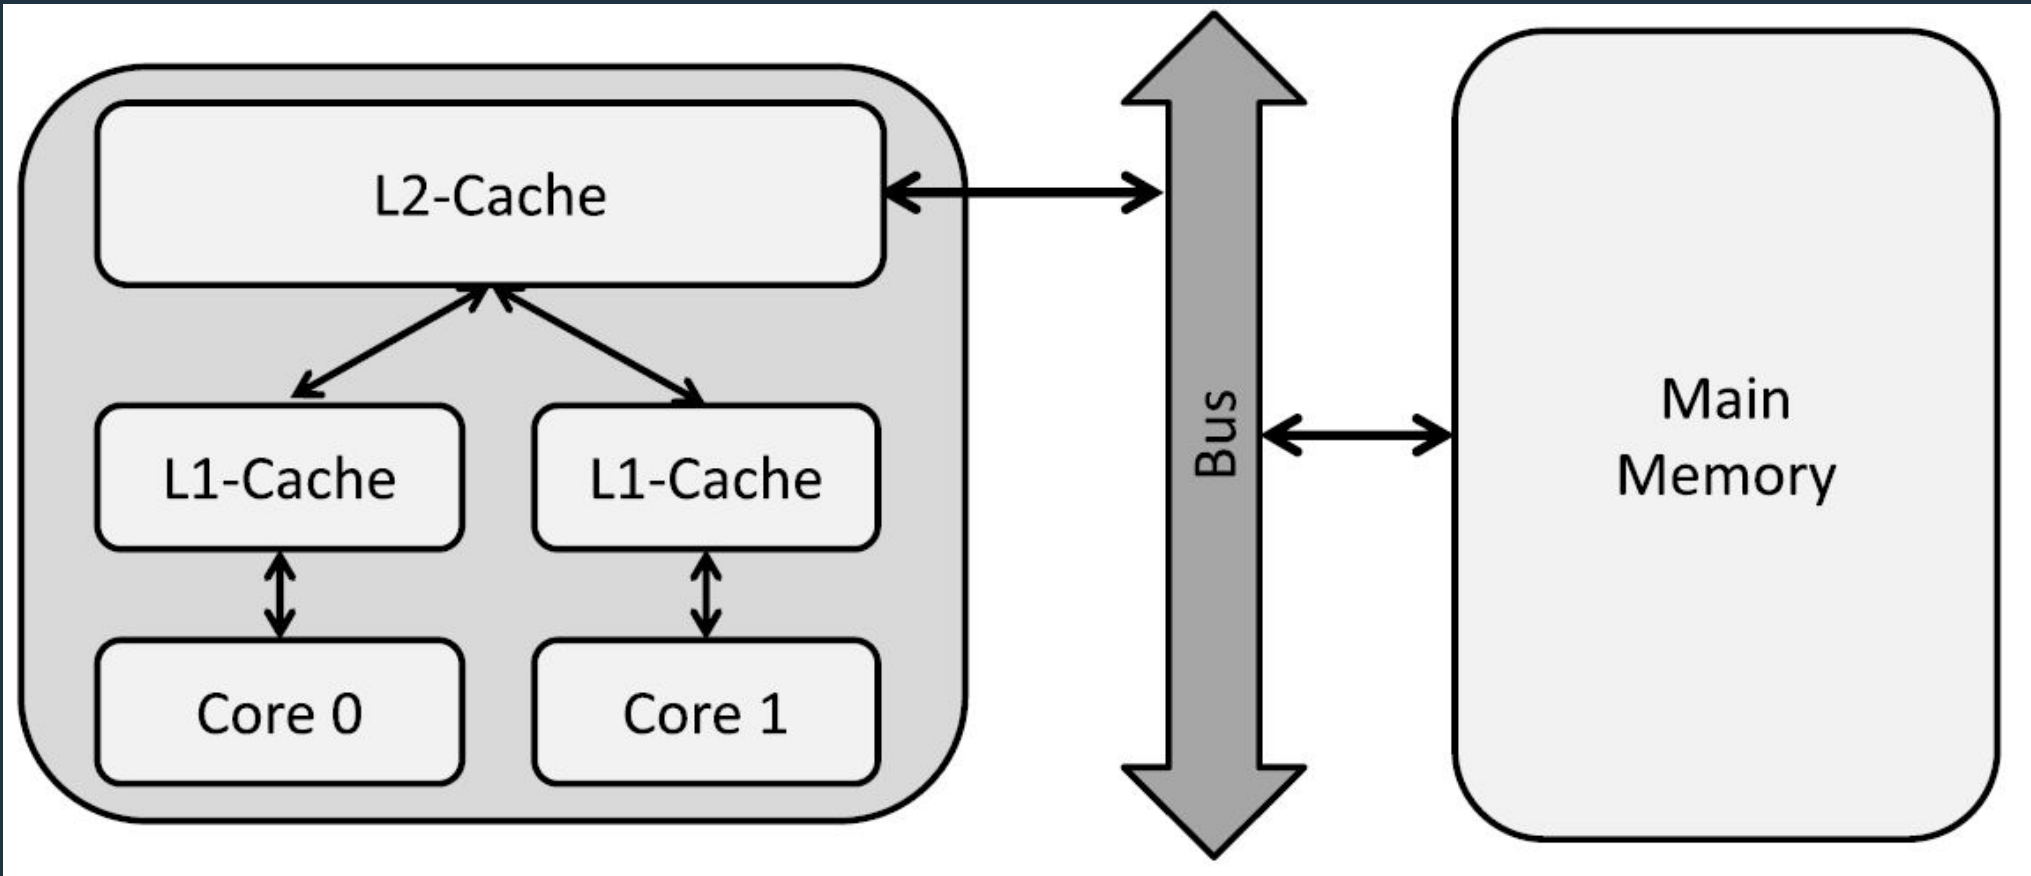 L2-Cache
L1-Cache
L1-Cache
Core 0
Core 1
Bus
Main
Memory